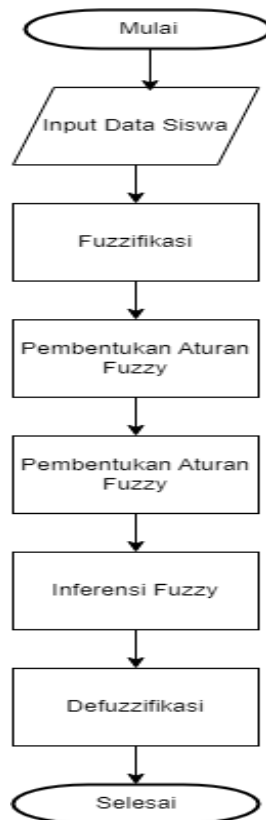 Mulai
Input Data Siswa
Fuzzifikasi
Pembentukan Aturan
Fuzzy
Pembentukan Aturan
Fuzzy
Inferensi Fuzzy
Defuzzifikasi
Selesai